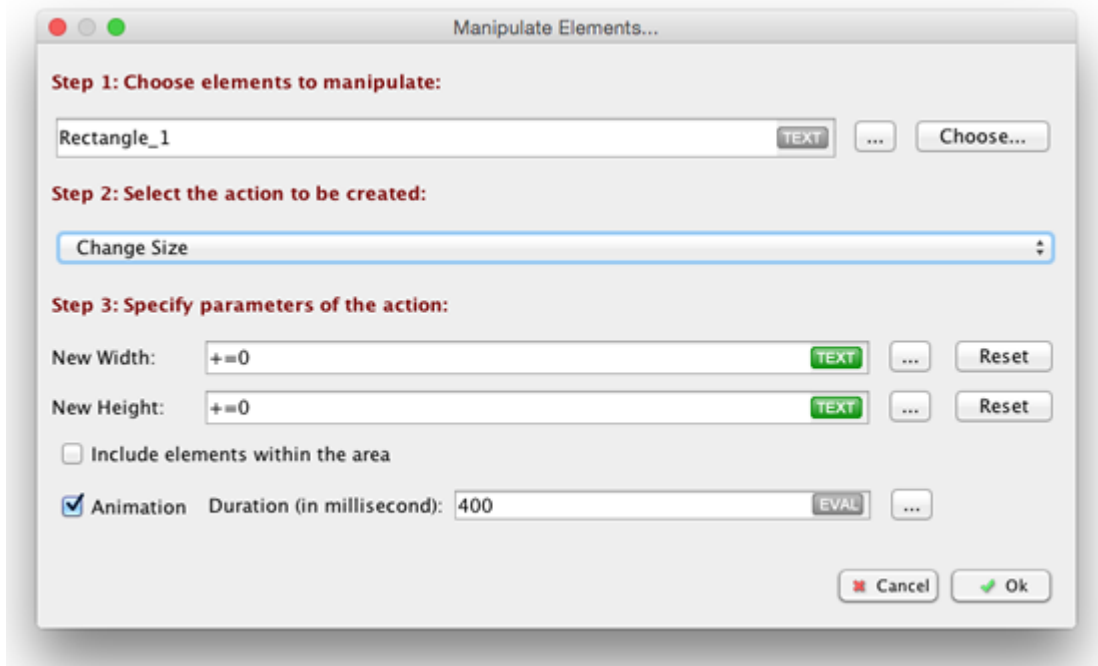 Manipulate Elements...
Step 1: Choose elements to manipulate:
Rectangle_1 TEXT ... Choose...
Step 2: Select the action to be created:
Change Size
Step 3: Specify parameters of the action:
New Width: +=0 TEXT ... Reset
New Height: +=0 TEXT ... Reset
Include elements within the area
Animation Duration (in millisecond): 400 EVAL ...
Cancel Ok